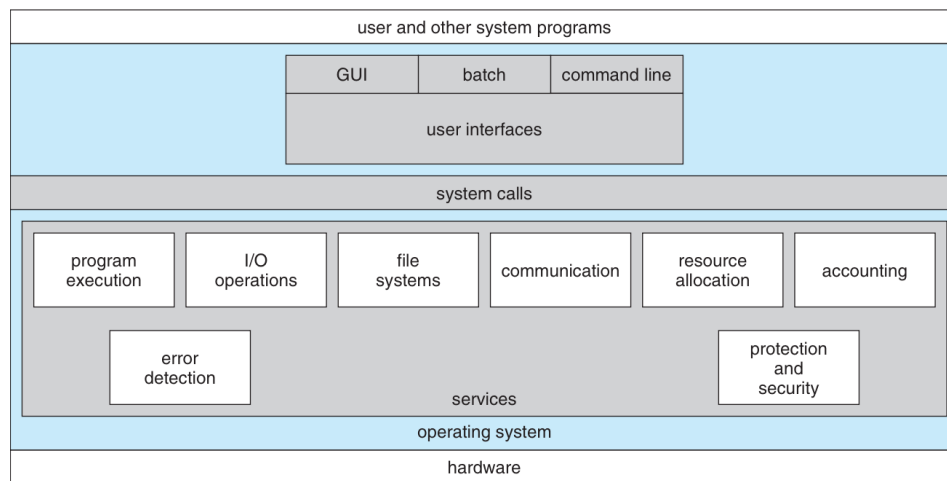 user and other system programs
GUI
batch
command line
user interfaces
system calls
program
execution
I/O
operations
file
systems
communication
resource
allocation
accounting
error
detection
protection
and
security
services
operating system
hardware